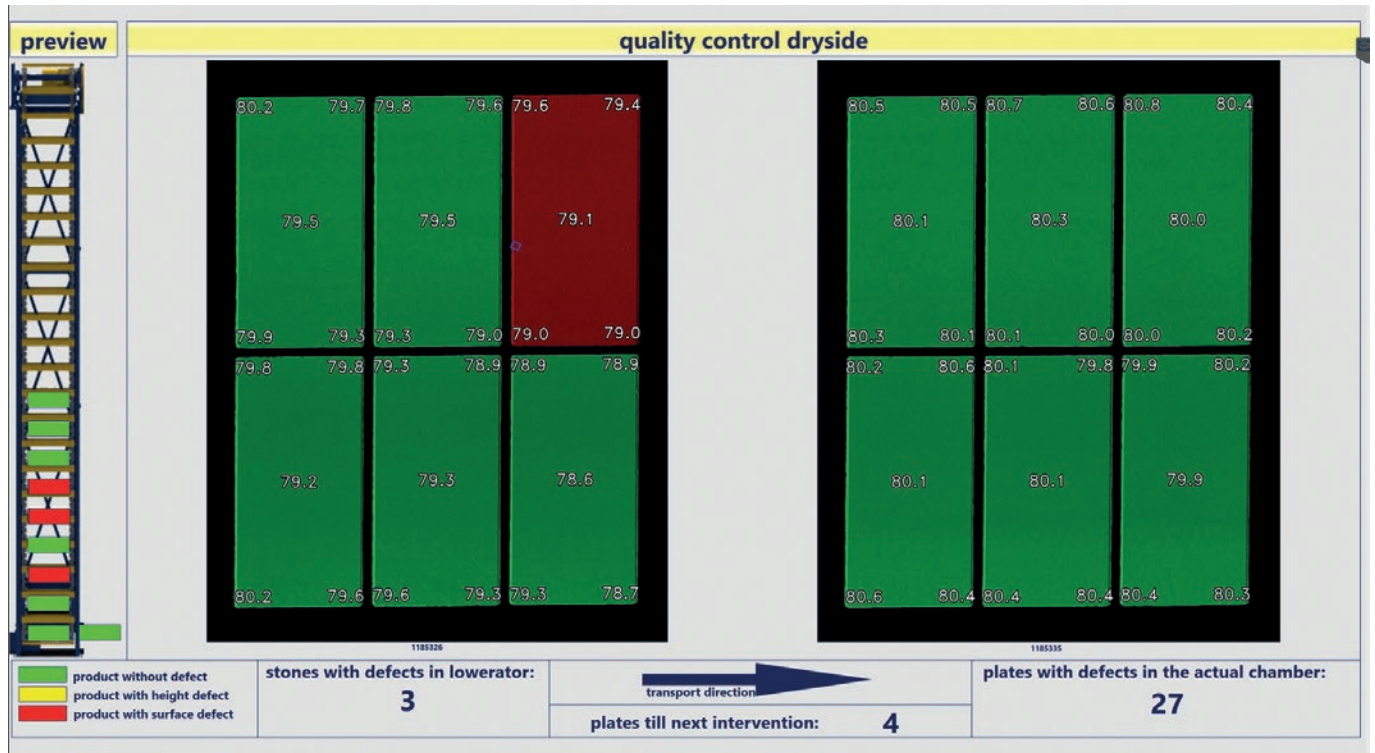 preview
quality control dryside
80.2 79.7 79.8 79.6 79.6 79.4
79.5 79.5 79.1
79.9 79.3 79.3 79.0 79.0 79.0
79.8 79.8 79.3 78.9 78.9 78.9
79.2 79.3 78.6
80.2 79.6 79.6 79.3 79.3 78.7
1185326
80.5 80.5 80.7 80.6 80.8 80.4
80.1 80.3 80.0
80.3 80.1 80.1 80.0 80.0 80.2
80.2 80.6 80.1 79.8 79.9 80.2
80.1 80.1 79.9
80.6 80.4 80.4 80.4 80.4 80.3
1185335
product without defect
product with height defect
product with surface defect
stones with defects in lowerator:
3
transport direction
plates till next intervention: 4
plates with defects in the actual chamber:
27